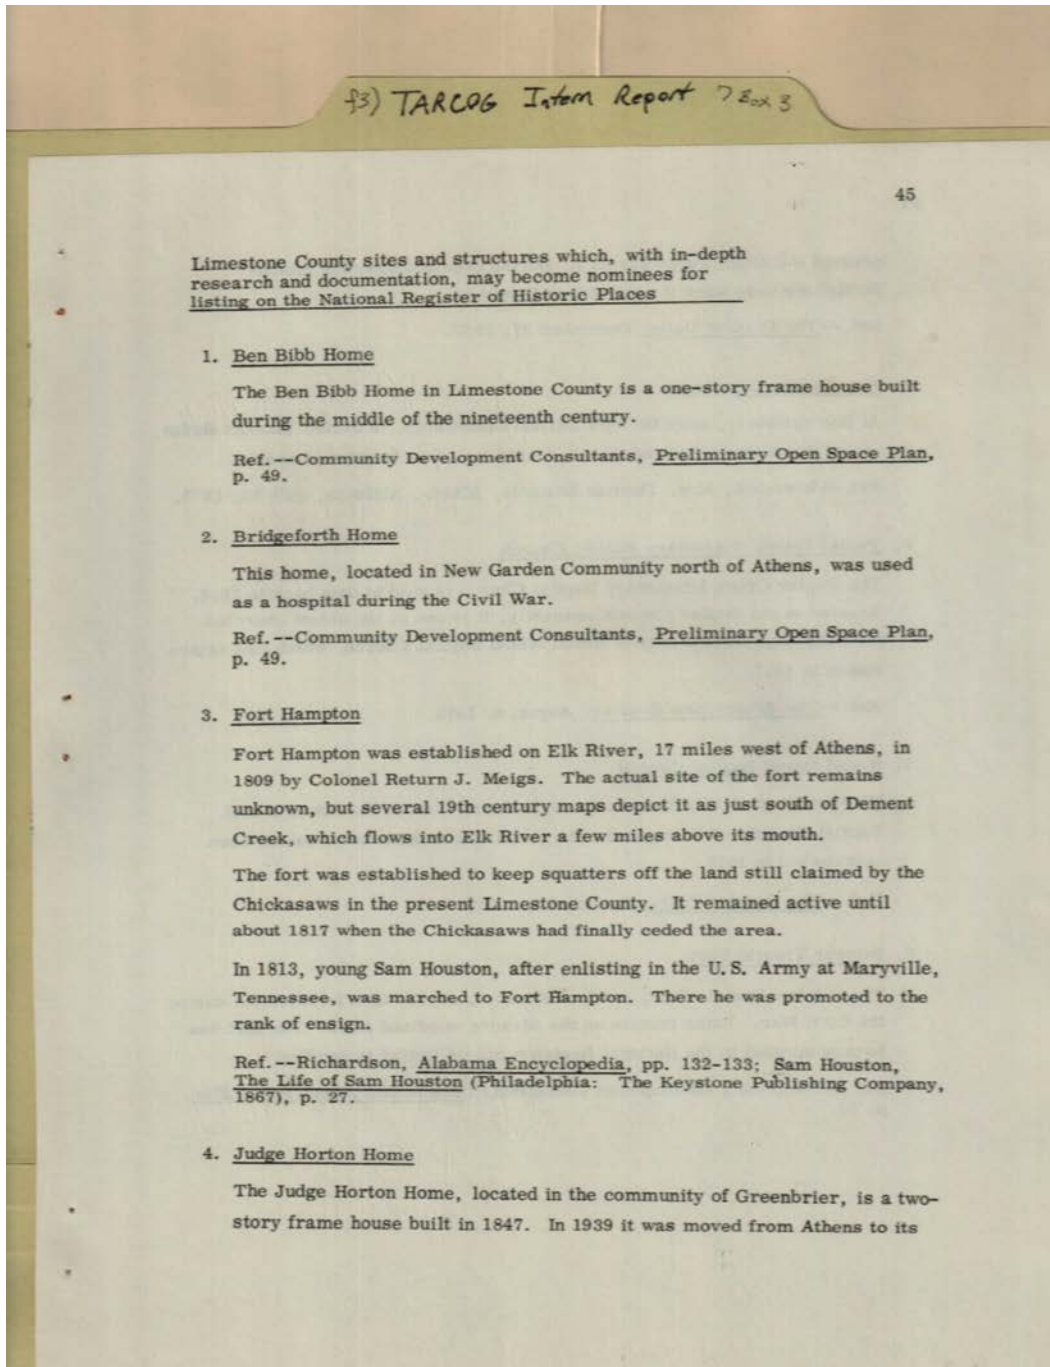 f3) TARCOG Intern Report > Box 3
45
Limestone County sites and structures which, with in-depth
research and documentation, may become nominees for
listing on the National Register of Historic Places
1. Ben Bibb Home
The Ben Bibb Home in Limestone County is a one-story frame house built
during the middle of the nineteenth century.
Ref.--Community Development Consultants, Preliminary Open Space Plan,
p. 49.
2. Bridgeforth Home
This home, located in New Garden Community north of Athens, was used
as a hospital during the Civil War.
Ref.--Community Development Consultants, Preliminary Open Space Plan,
p. 49.
3. Fort Hampton
Fort Hampton was established on Elk River, 17 miles west of Athens, in
1809 by Colonel Return J. Meigs. The actual site of the fort remains
unknown, but several 19th century maps depict it as just south of Dement
Creek, which flows into Elk River a few miles above its mouth.
The fort was established to keep squatters off the land still claimed by the
Chickasaws in the present Limestone County. It remained active until
about 1817 when the Chickasaws had finally ceded the area.
In 1813, young Sam Houston, after enlisting in the U.S. Army at Maryville,
Tennessee, was marched to Fort Hampton. There he was promoted to the
rank of ensign.
Ref.--Richardson, Alabama Encyclopedia, pp. 132-133; Sam Houston,
The Life of Sam Houston (Philadelphia: The Keystone Publishing Company,
1867), p. 27.
4. Judge Horton Home
The Judge Horton Home, located in the community of Greenbrier, is a two-
story frame house built in 1847. In 1939 it was moved from Athens to its